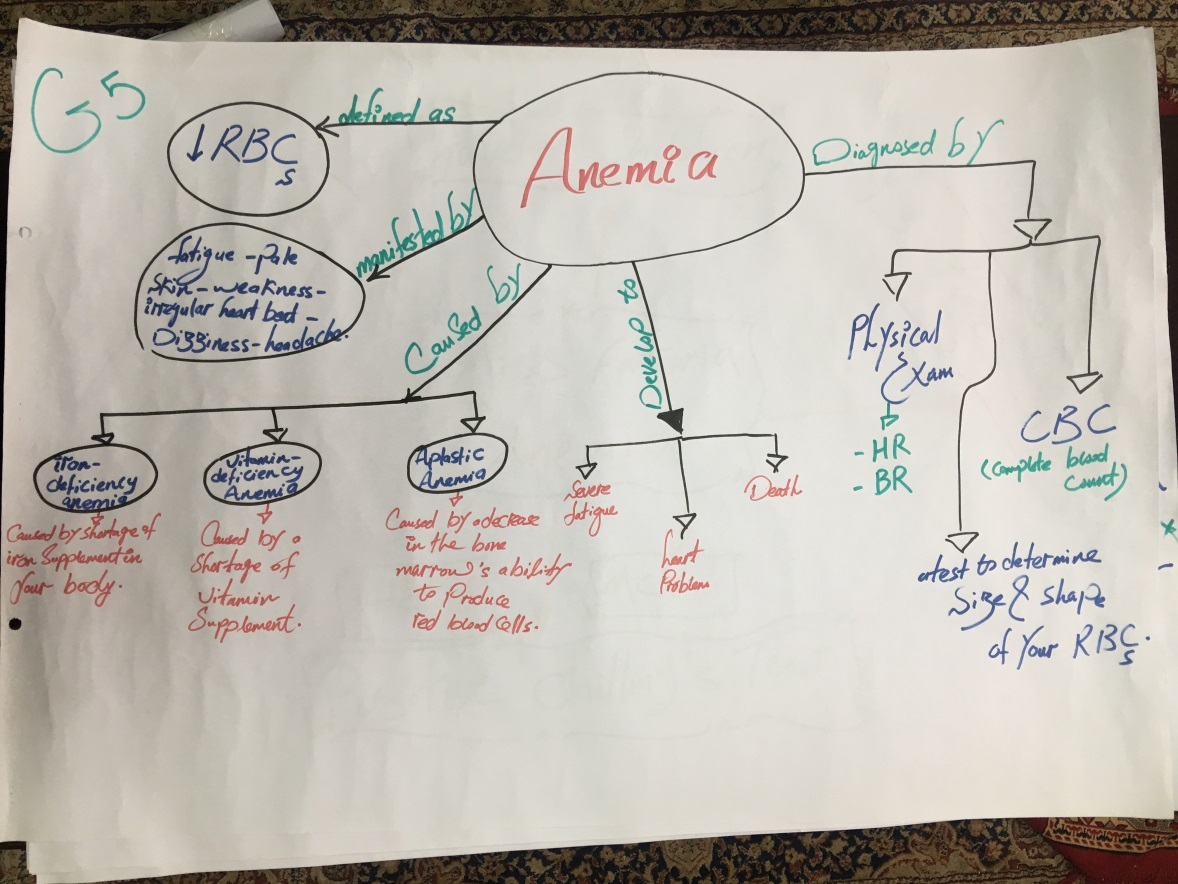 G5
Anemia
defined as
↓RBCs
manifested by
fatigue - pale
skin - weakness -
irregular heart beat -
Dizziness - headache.
Caused by
iron-
deficiency
anemia
Caused by shortage of
iron Supplement in
your body.
Vitamin-
deficiency
Anemia
Caused by a
shortage of
vitamin
Supplement.
Aplastic
Anemia
Caused by a decrease
in the bone
marrow's ability
to Produce
red blood Cells.
Develop to
Severe
fatigue
heart
Problem
Death
Diagnosed by
Physical
Exam
- HR
- BR
atest to determine
Size & shape
of Your RBCs.
CBC
(Complete blood
Count)